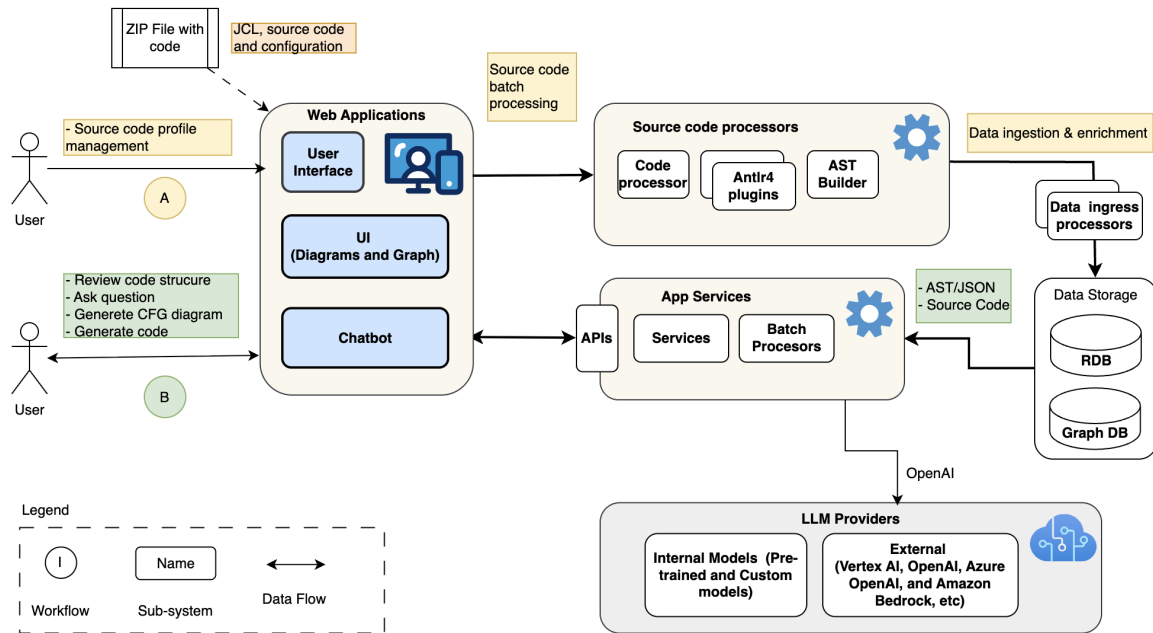 ZIP File with
code
JCL, source code
and configuration
Source code
batch
processing
- Source code profile
management
A
User
Web Applications
User
Interface
UI
(Diagrams and Graph)
Chatbot
Source code processors
Code
processor
Antlr4
plugins
AST
Builder
Data ingestion & enrichment
Data ingress
processors
- Review code strucure
- Ask question
- Generete CFG diagram
- Generate code
B
User
App Services
APIs
Services
Batch
Procesors
- AST/JSON
- Source Code
Data Storage
RDB
Graph DB
OpenAI
LLM Providers
Internal Models (Pre-
trained and Custom
models)
External
(Vertex AI, OpenAI, Azure
OpenAI, and Amazon
Bedrock, etc)
Legend
I
Name
Workflow
Sub-system
Data Flow